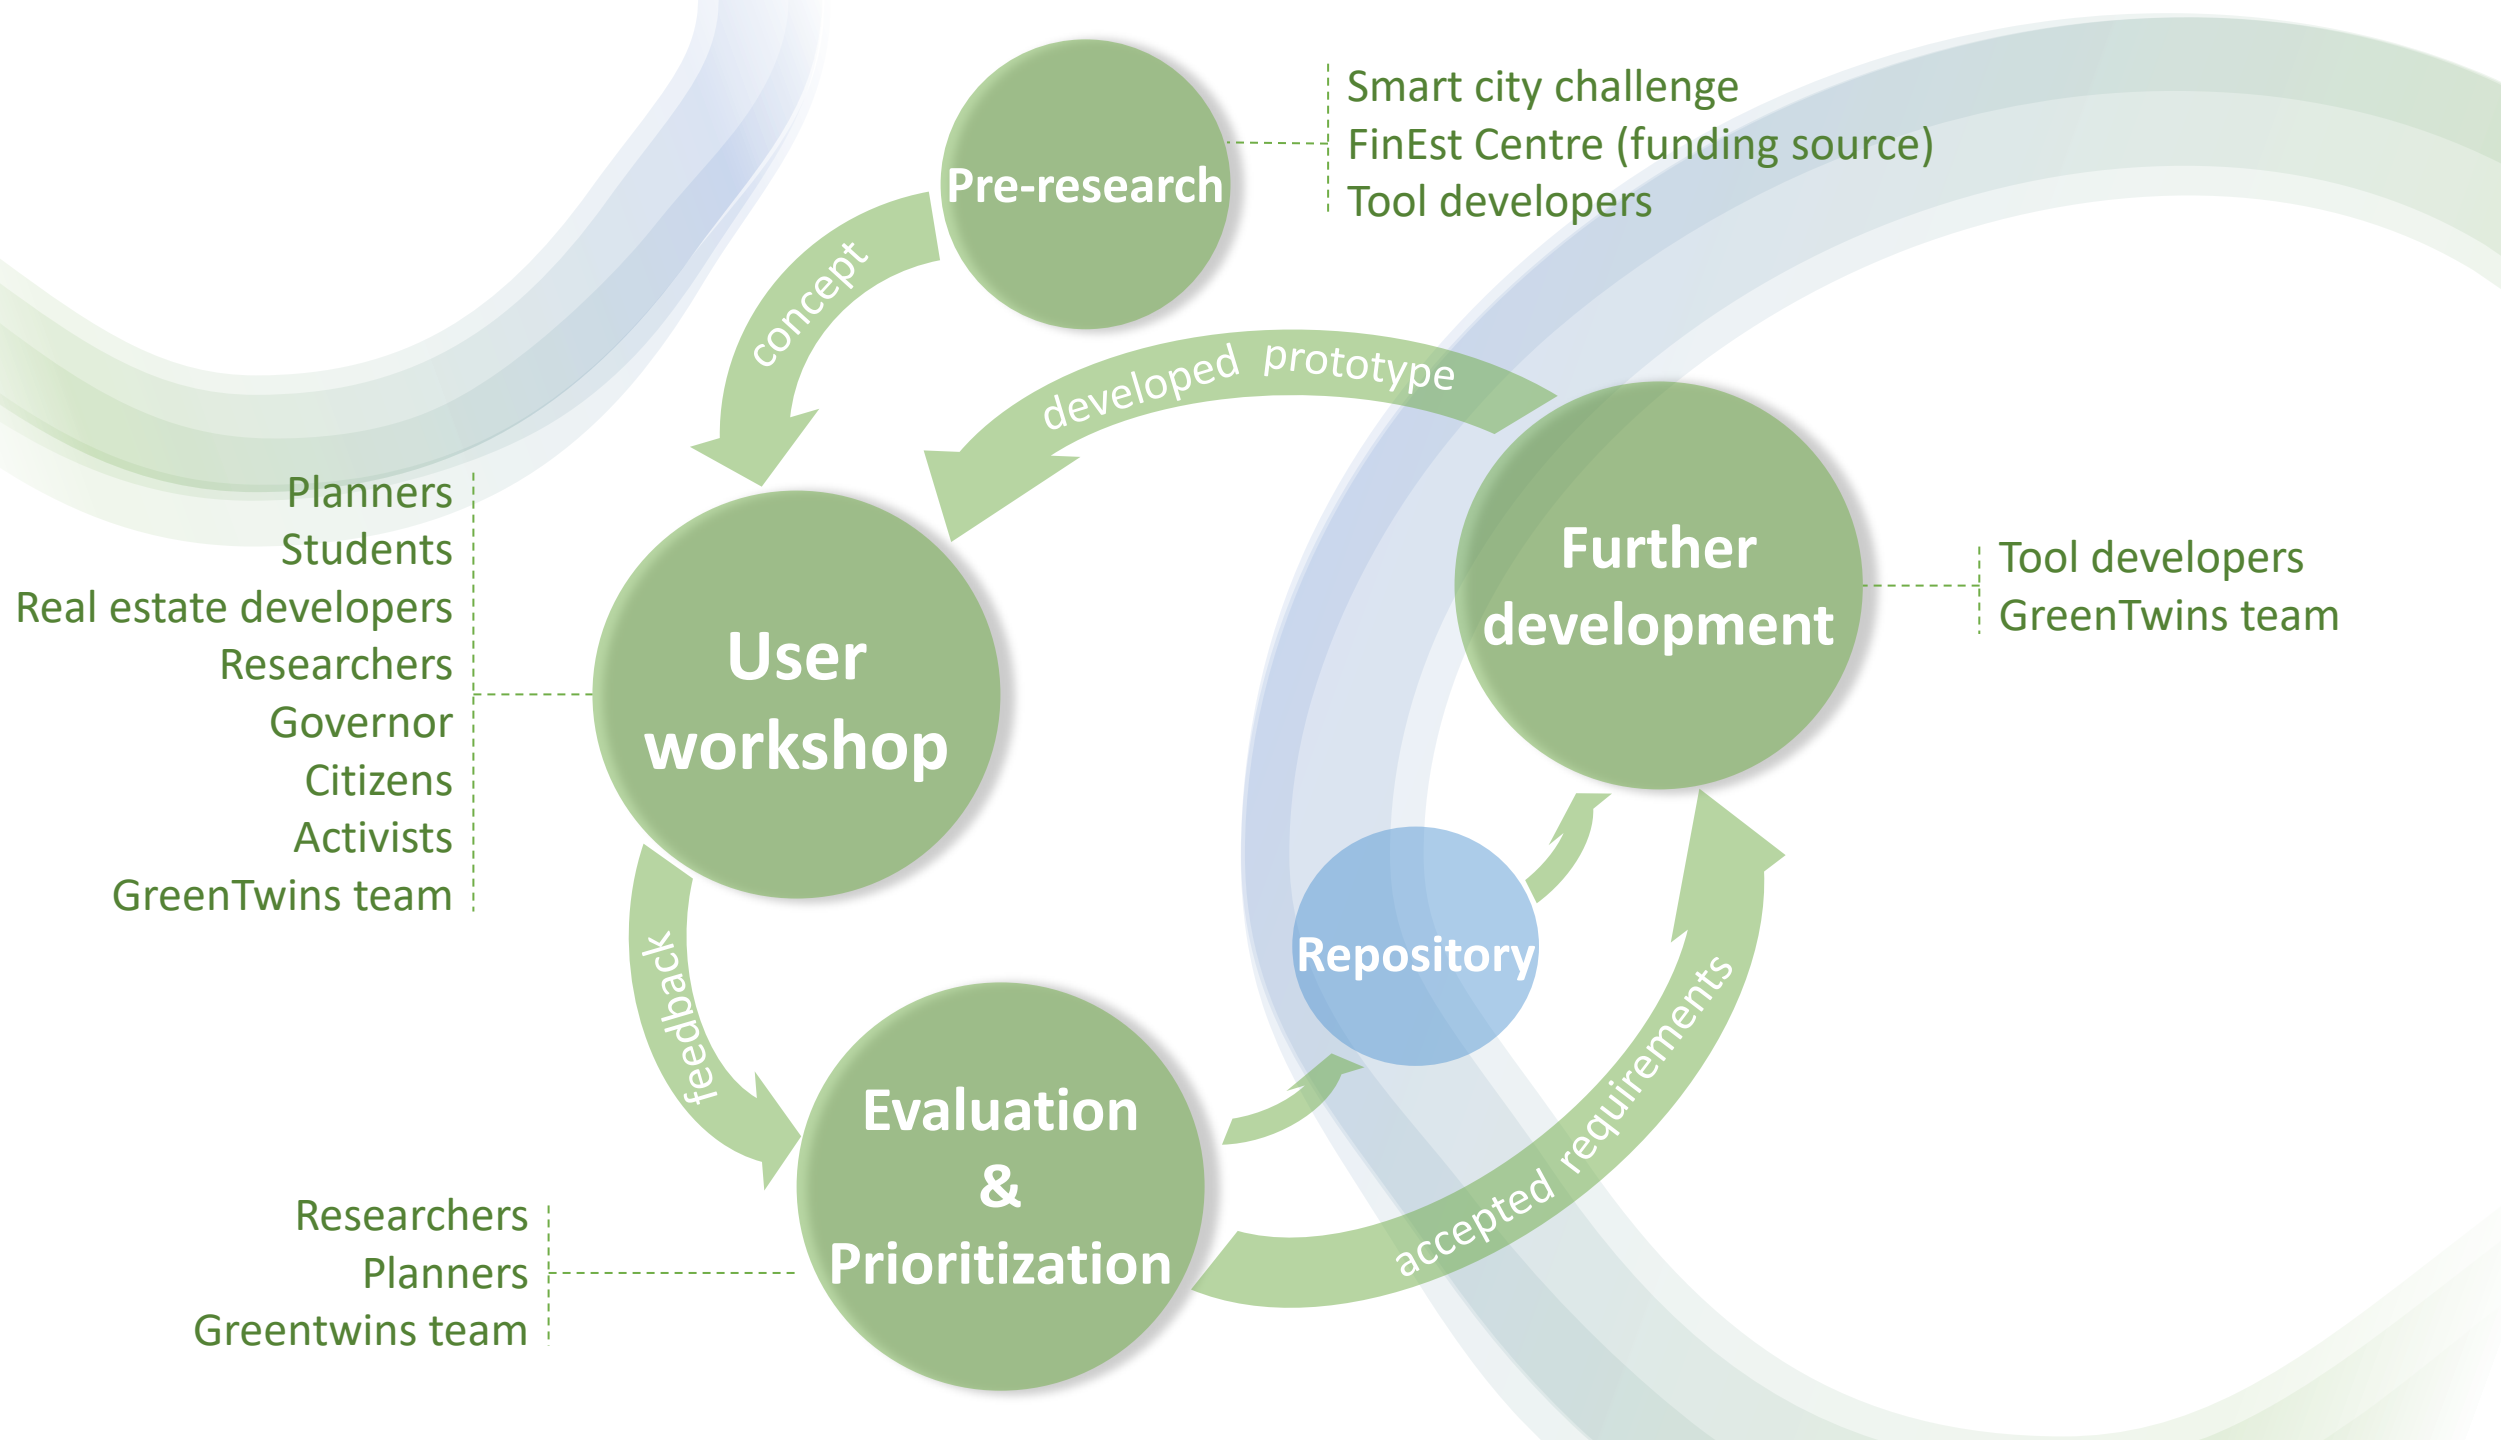 Pre-research
Smart city challenge
FinEst Centre (funding source)
Tool developers
concept
developed prototype
Planners
Students
Real estate developers
Researchers
Governor
Citizens
Activists
GreenTwins team
User
workshop
Further
development
Tool developers
GreenTwins team
feedback
Repository
accepted requirements
Evaluation
&
Prioritization
Researchers
Planners
Greentwins team